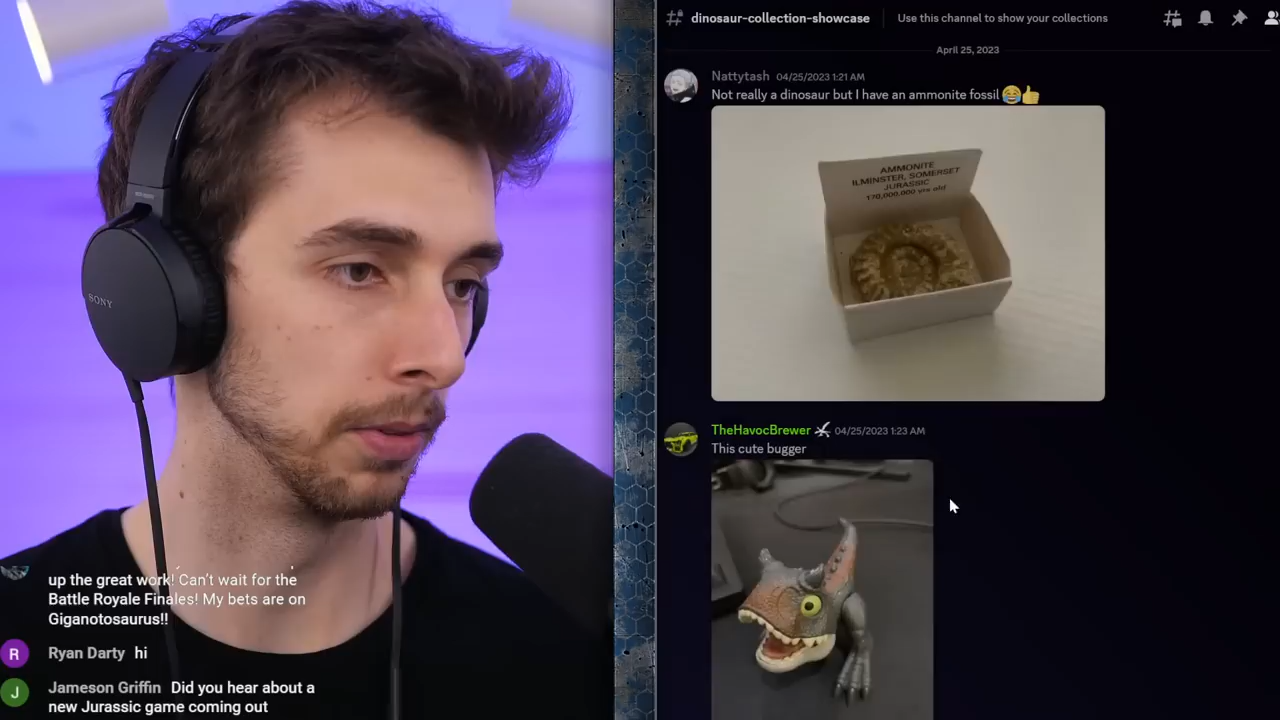 SONY
up the great work! Can't wait for the
Battle Royale Finales! My bets are on
Giganotosaurus!!
R Ryan Darty hi
J Jameson Griffin Did you hear about a
new Jurassic game coming out
dinosaur-collection-showcase Use this channel to show your collections
April 25, 2023
Nattytash 04/25/2023 1:21 AM
Not really a dinosaur but I have an ammonite fossil 😂👍
AMMONITE
ILMINSTER, SOMERSET
JURASSIC
170,000,000 yrs old
TheHavocBrewer 04/25/2023 1:23 AM
This cute bugger